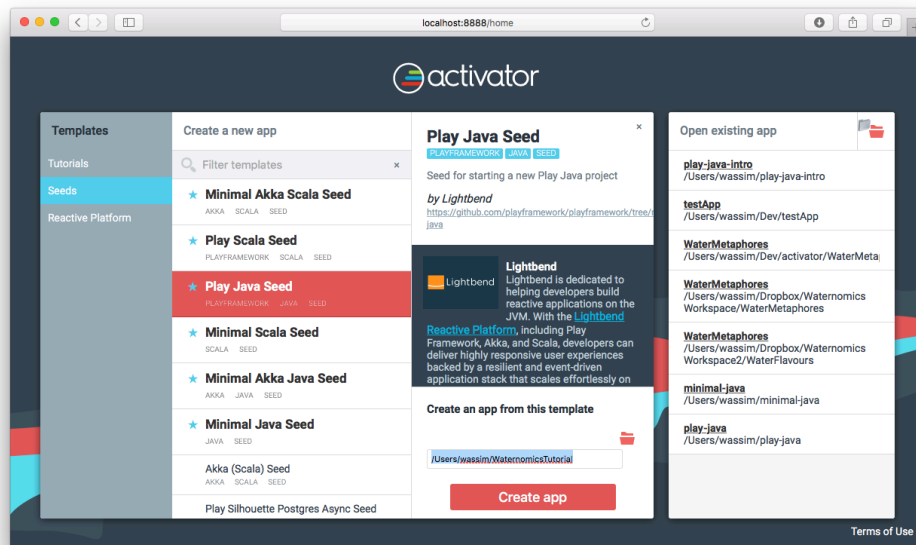 localhost:8888/home
activator
Templates
Tutorials
Seeds
Reactive Platform
Create a new app
Filter templates
×
Minimal Akka Scala Seed
AKKA SCALA SEED
Play Scala Seed
PLAYFRAMEWORK SCALA SEED
Play Java Seed
PLAYFRAMEWORK JAVA SEED
Minimal Scala Seed
SCALA SEED
Minimal Akka Java Seed
AKKA JAVA SEED
Minimal Java Seed
JAVA SEED
Akka (Scala) Seed
AKKA SCALA SEED
Play Silhouette Postgres Async Seed
×
Play Java Seed
PLAYFRAMEWORK JAVA SEED
Seed for starting a new Play Java project
by Lightbend
https://github.com/playframework/playframework/tree/
java
Lightbend
Lightbend
Lightbend is dedicated to
helping developers build
reactive applications on the
JVM. With the Lightbend
Reactive Platform, including Play
Framework, Akka, and Scala, developers can
deliver highly responsive user experiences
backed by a resilient and event-driven
application stack that scales effortlessly on
Create an app from this template
/Users/wassim/WaternomicsTutorial
Create app
Open existing app
play-java-intro
/Users/wassim/play-java-intro
testApp
/Users/wassim/Dev/testApp
WaterMetaphores
/Users/wassim/Dev/activator/WaterMeta
WaterMetaphores
/Users/wassim/Dropbox/Waternomics
Workspace/WaterMetaphores
WaterMetaphores
/Users/wassim/Dropbox/Waternomics
Workspace2/WaterFlavours
minimal-java
/Users/wassim/minimal-java
play-java
/Users/wassim/play-java
Terms of Use